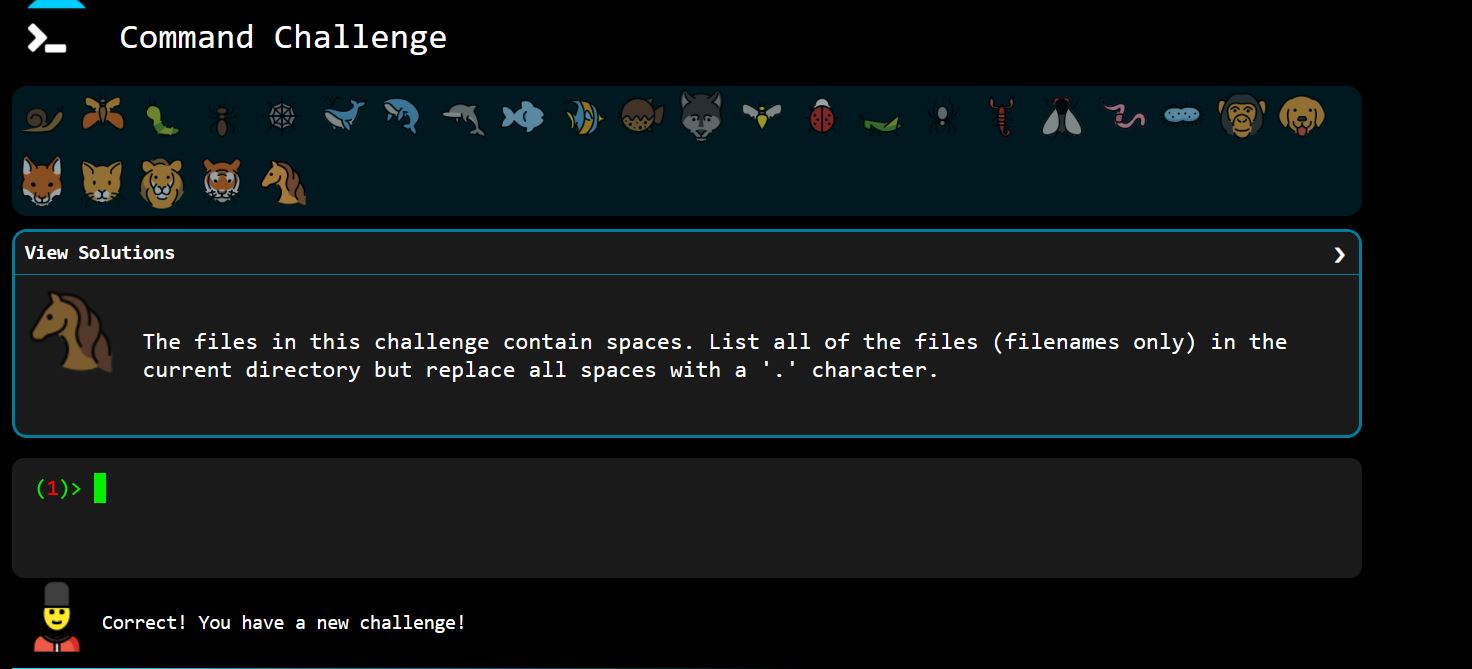 Command Challenge
View Solutions
The files in this challenge contain spaces. List all of the files (filenames only) in the
current directory but replace all spaces with a '.' character.
(1)>
Correct! You have a new challenge!